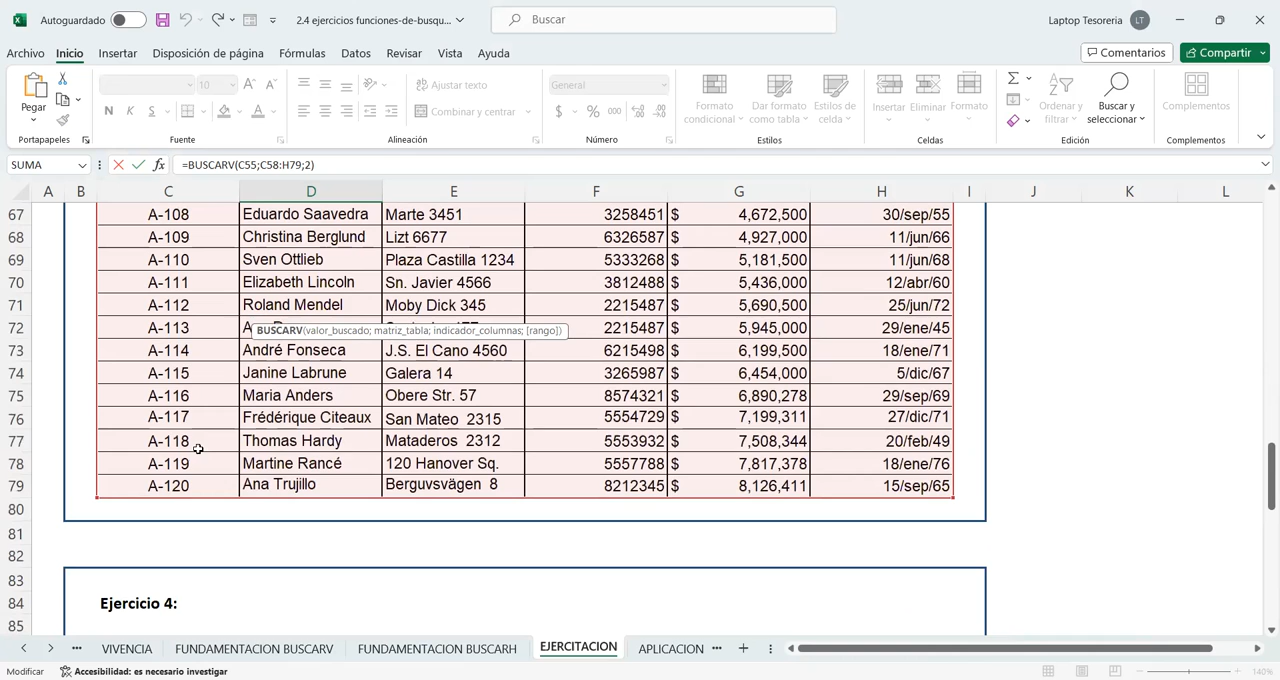 Autoguardado 2.4 ejercicios funciones-de-busqu... Buscar Laptop Tesoreria LT
Archivo Inicio Insertar Disposición de página Fórmulas Datos Revisar Vista Ayuda Comentarios Compartir
Pegar 10 Ajustar texto General Formato condicional Dar formato como tabla Estilos de celda Insertar Eliminar Formato Ordenar y filtrar Buscar y seleccionar Complementos
N K S Combinar y centrar $ % 000
Portapapeles Fuente Alineación Número Estilos Celdas Edición Complementos
SUMA fx =BUSCARV(C55;C58:H79;2)
A B C D E F G H I J K L
67 A-108 Eduardo Saavedra Marte 3451 3258451 $ 4,672,500 30/sep/55
68 A-109 Christina Berglund Lizt 6677 6326587 $ 4,927,000 11/jun/66
69 A-110 Sven Ottlieb Plaza Castilla 1234 5333268 $ 5,181,500 11/jun/68
70 A-111 Elizabeth Lincoln Sn. Javier 4566 3812488 $ 5,436,000 12/abr/60
71 A-112 Roland Mendel Moby Dick 345 2215487 $ 5,690,500 25/jun/72
72 A-113 2215487 $ 5,945,000 29/ene/45
BUSCARV(valor_buscado; matriz_tabla; indicador_columnas; [rango])
73 A-114 André Fonseca J.S. El Cano 4560 6215498 $ 6,199,500 18/ene/71
74 A-115 Janine Labrune Galera 14 3265987 $ 6,454,000 5/dic/67
75 A-116 Maria Anders Obere Str. 57 8574321 $ 6,890,278 29/sep/69
76 A-117 Frédérique Citeaux San Mateo 2315 5554729 $ 7,199,311 27/dic/71
77 A-118 Thomas Hardy Mataderos 2312 5553932 $ 7,508,344 20/feb/49
78 A-119 Martine Rancé 120 Hanover Sq. 5557788 $ 7,817,378 18/ene/76
79 A-120 Ana Trujillo Berguvsvägen 8 8212345 $ 8,126,411 15/sep/65
80
81
82
83
84 Ejercicio 4:
85
VIVENCIA FUNDAMENTACION BUSCARV FUNDAMENTACION BUSCARH EJERCITACION APLICACION ...
Modificar Accesibilidad: es necesario investigar 140%